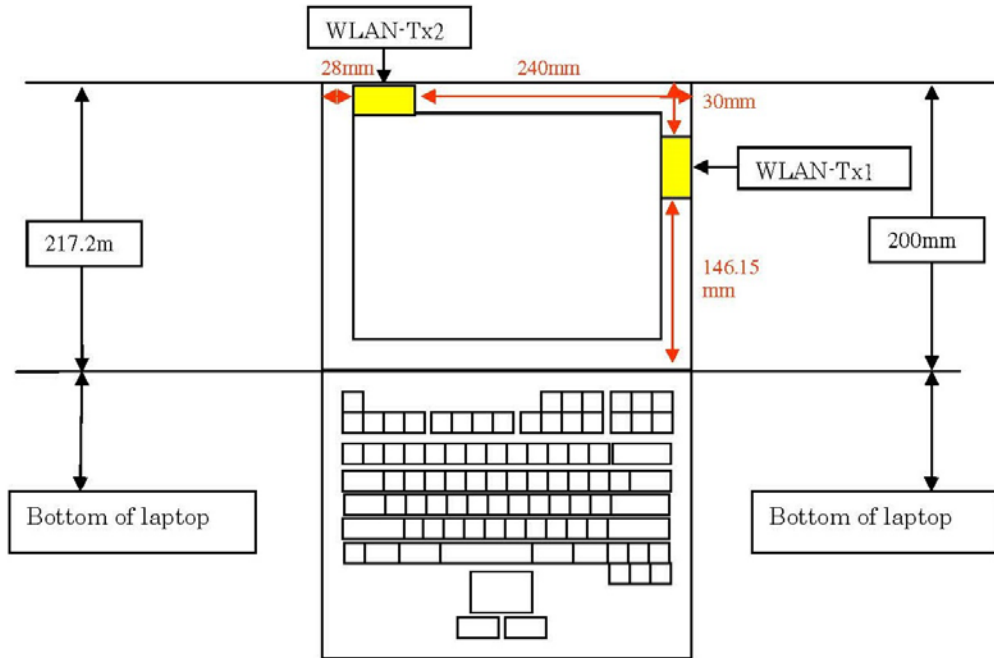 WLAN-Tx2
28mm
240mm
30mm
WLAN-Tx1
217.2m
200mm
146.15
mm
Bottom of laptop
Bottom of laptop